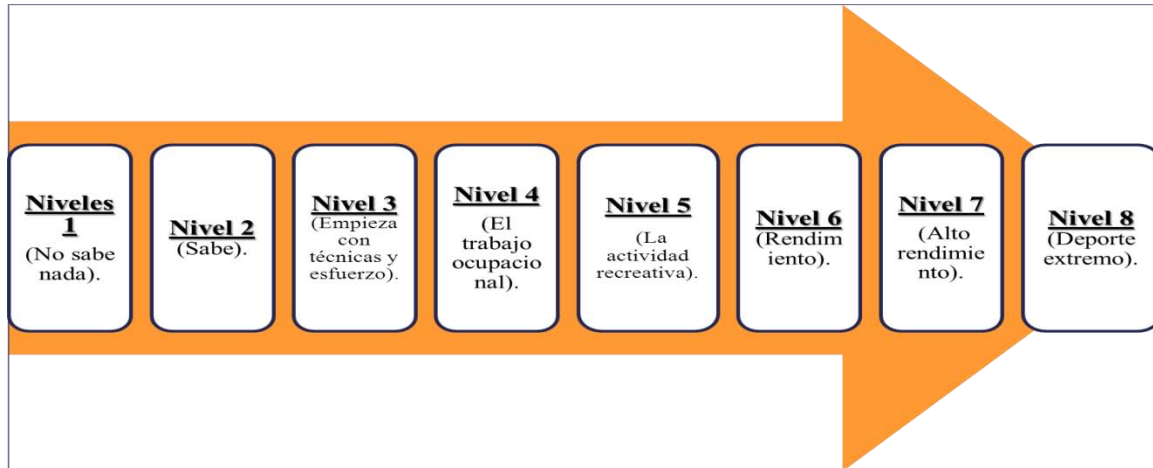 Niveles
1
(No sabe
nada).
Nivel 2
(Sabe).
Nivel 3
(Empieza
con
técnicas y
esfuerzo).
Nivel 4
(El
trabajo
ocupacio
nal).
Nivel 5
(La
actividad
recreativa).
Nivel 6
(Rendim
iento).
Nivel 7
(Alto
rendimie
nto).
Nivel 8
(Deporte
extremo).